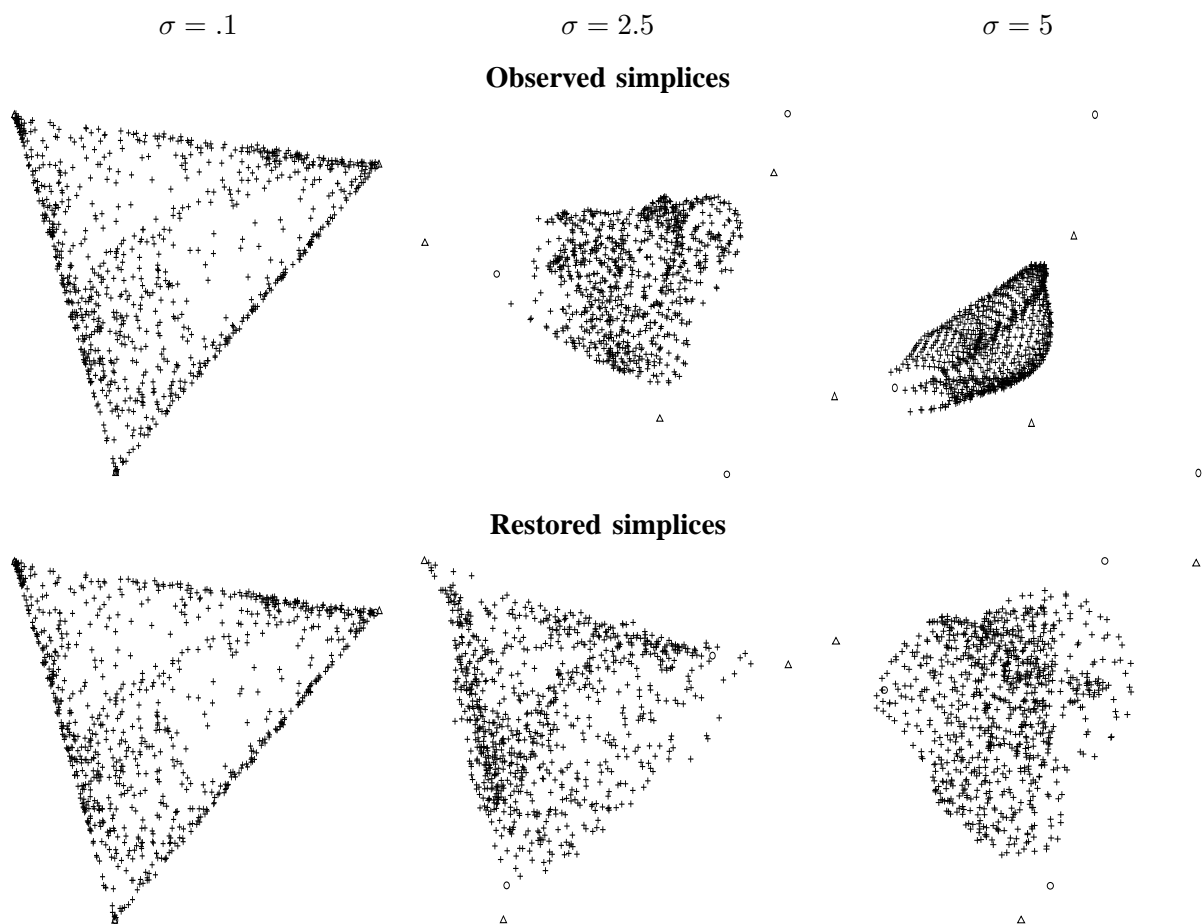 σ = .1 σ = 2.5 σ = 5
Observed simplices
Restored simplices